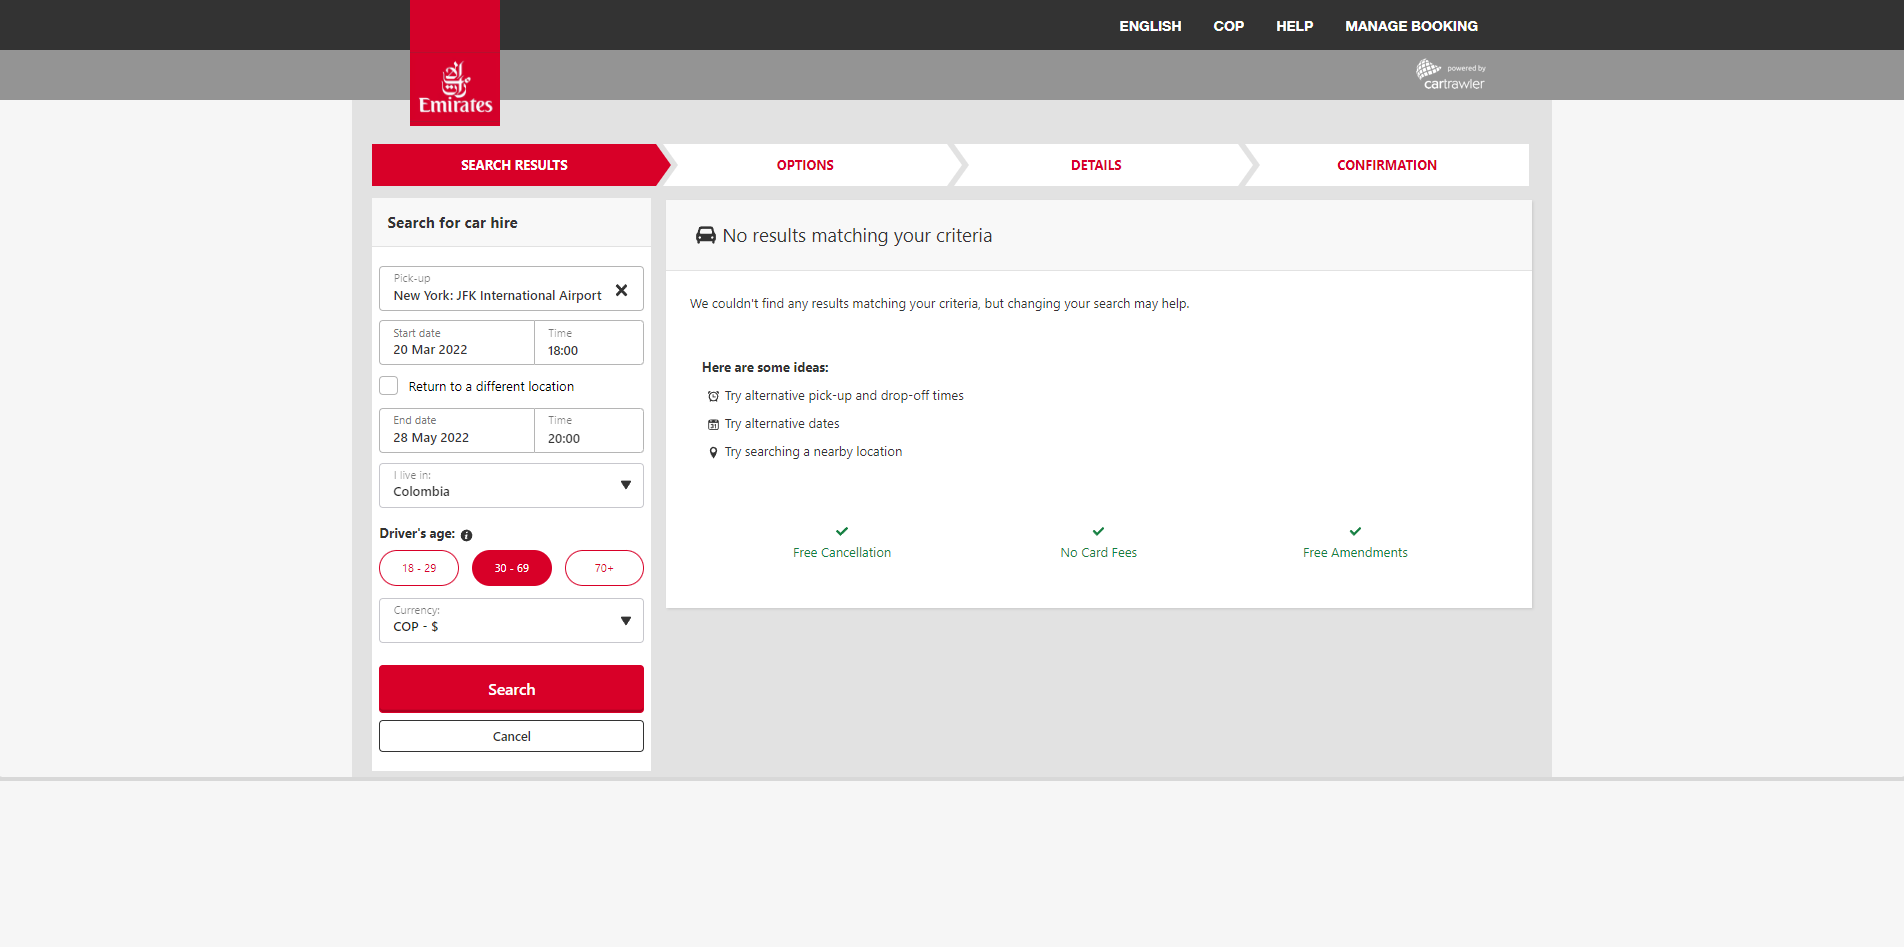 ENGLISH COP HELP MANAGE BOOKING
powered by
cartrawler
Emirates
SEARCH RESULTS OPTIONS DETAILS CONFIRMATION
Search for car hire
Pick-up
New York: JFK International Airport
Start date Time
20 Mar 2022 18:00
Return to a different location
End date Time
28 May 2022 20:00
I live in:
Colombia
Driver's age:
18 - 29 30 - 69 70+
Currency:
COP - $
Search
Cancel
No results matching your criteria
We couldn't find any results matching your criteria, but changing your search may help.
Here are some ideas:
Try alternative pick-up and drop-off times
Try alternative dates
Try searching a nearby location
Free Cancellation No Card Fees Free Amendments